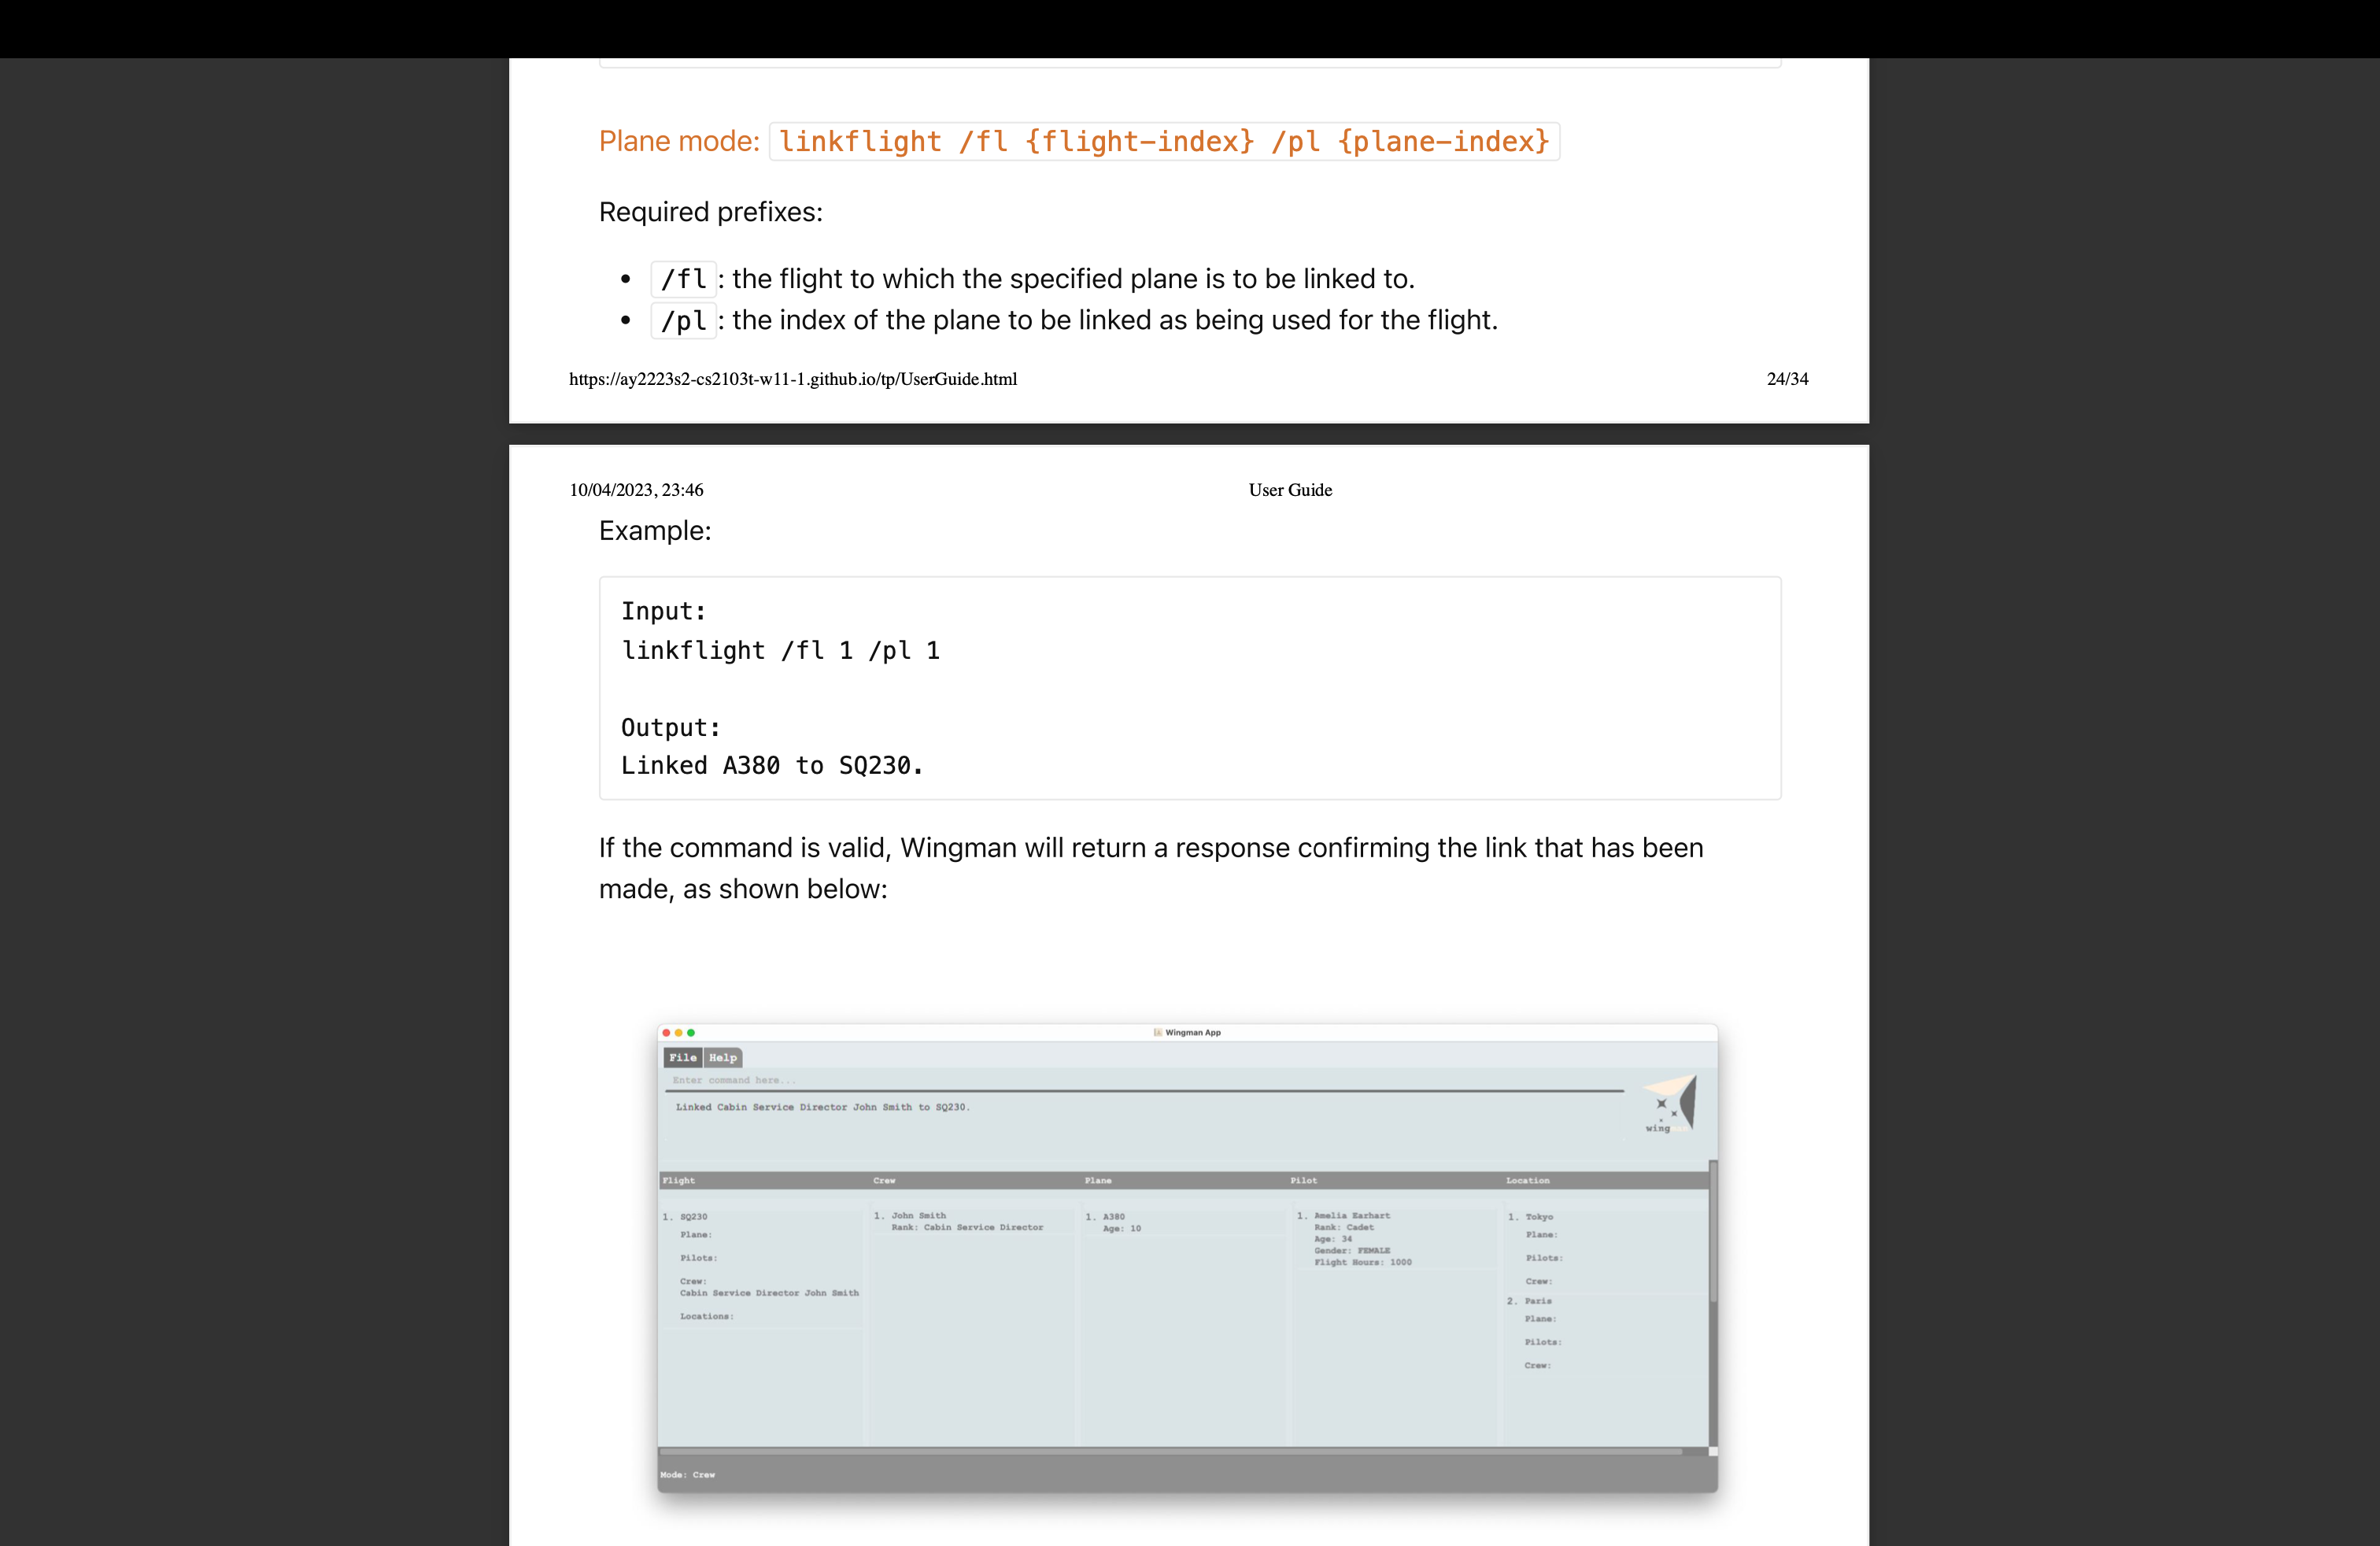 Plane mode: linkflight /fl {flight-index} /pl {plane-index}
Required prefixes:
• /fl : the flight to which the specified plane is to be linked to.
• /pl : the index of the plane to be linked as being used for the flight.
https://ay2223s2-cs2103t-w11-1.github.io/tp/UserGuide.html 24/34
10/04/2023, 23:46 User Guide
Example:
Input:
linkflight /fl 1 /pl 1
Output:
Linked A380 to SQ230.
If the command is valid, Wingman will return a response confirming the link that has been
made, as shown below:
Wingman App
File Help
Enter command here...
Linked Cabin Service Director John Smith to SQ230.
wingman
Flight Crew Plane Pilot Location
1. SQ230
Plane:
Pilots:
Crew:
Cabin Service Director John Smith
Locations:
1. John Smith
Rank: Cabin Service Director
1. A380
Age: 10
1. Amelia Earhart
Rank: Cadet
Age: 34
Gender: FEMALE
Flight Hours: 1000
1. Tokyo
Plane:
Pilots:
Crew:
2. Paris
Plane:
Pilots:
Crew:
Mode: Crew